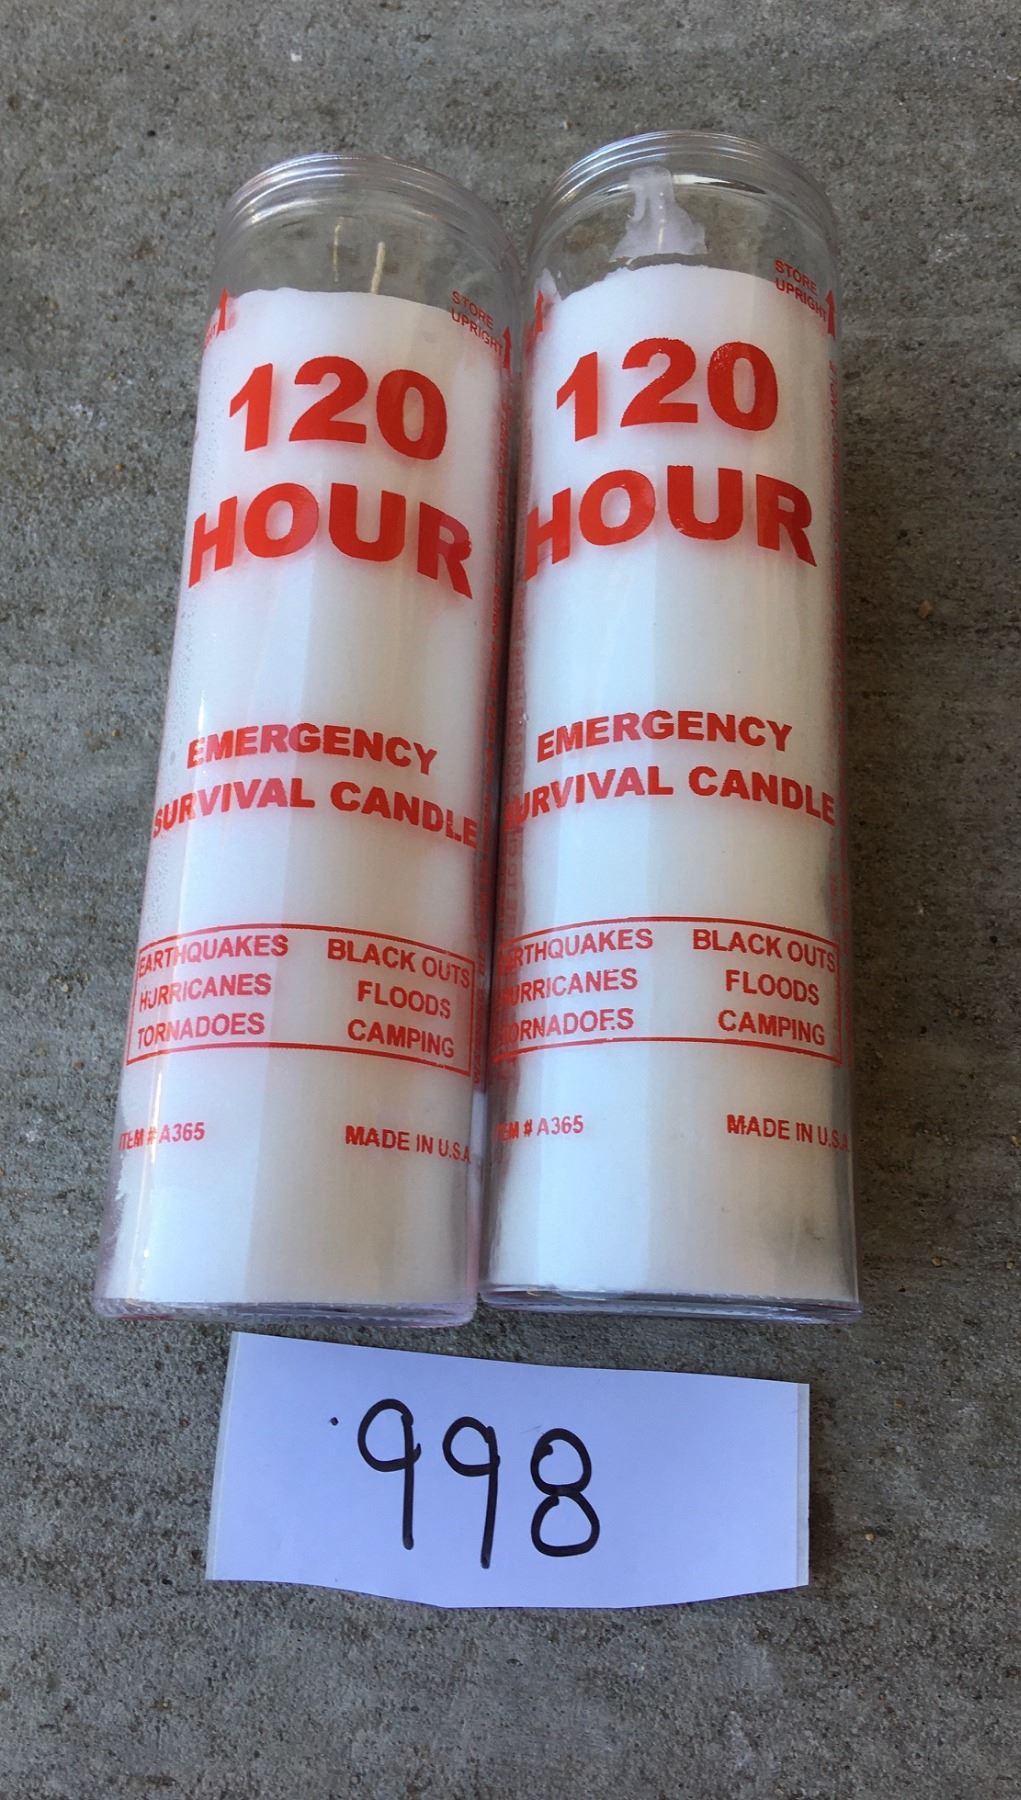 STORE
UPRIGHT
120
HOUR
EMERGENCY
SURVIVAL CANDLE
EARTHQUAKES BLACK OUTS
HURRICANES FLOODS
TORNADOES CAMPING
ITEM # A365 MADE IN U.S.A
STORE
UPRIGHT
120
HOUR
EMERGENCY
SURVIVAL CANDLE
EARTHQUAKES BLACK OUTS
HURRICANES FLOODS
TORNADOES CAMPING
ITEM # A365 MADE IN U.S.A
998